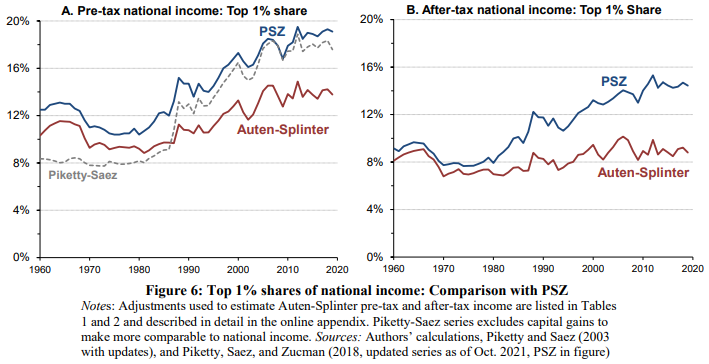 A. Pre-tax national income: Top 1% share
20%
16%
12%
8%
4%
0%
PSZ
Auten-Splinter
Piketty-Saez
1960 1970 1980 1990 2000 2010 2020
B. After-tax national income: Top 1% Share
20%
16%
12%
8%
4%
0%
PSZ
Auten-Splinter
1960 1970 1980 1990 2000 2010 2020
Figure 6: Top 1% shares of national income: Comparison with PSZ
Notes: Adjustments used to estimate Auten-Splinter pre-tax and after-tax income are listed in Tables
1 and 2 and described in detail in the online appendix. Piketty-Saez series excludes capital gains to
make more comparable to national income. Sources: Authors’ calculations, Piketty and Saez (2003
with updates), and Piketty, Saez, and Zucman (2018, updated series as of Oct. 2021, PSZ in figure)